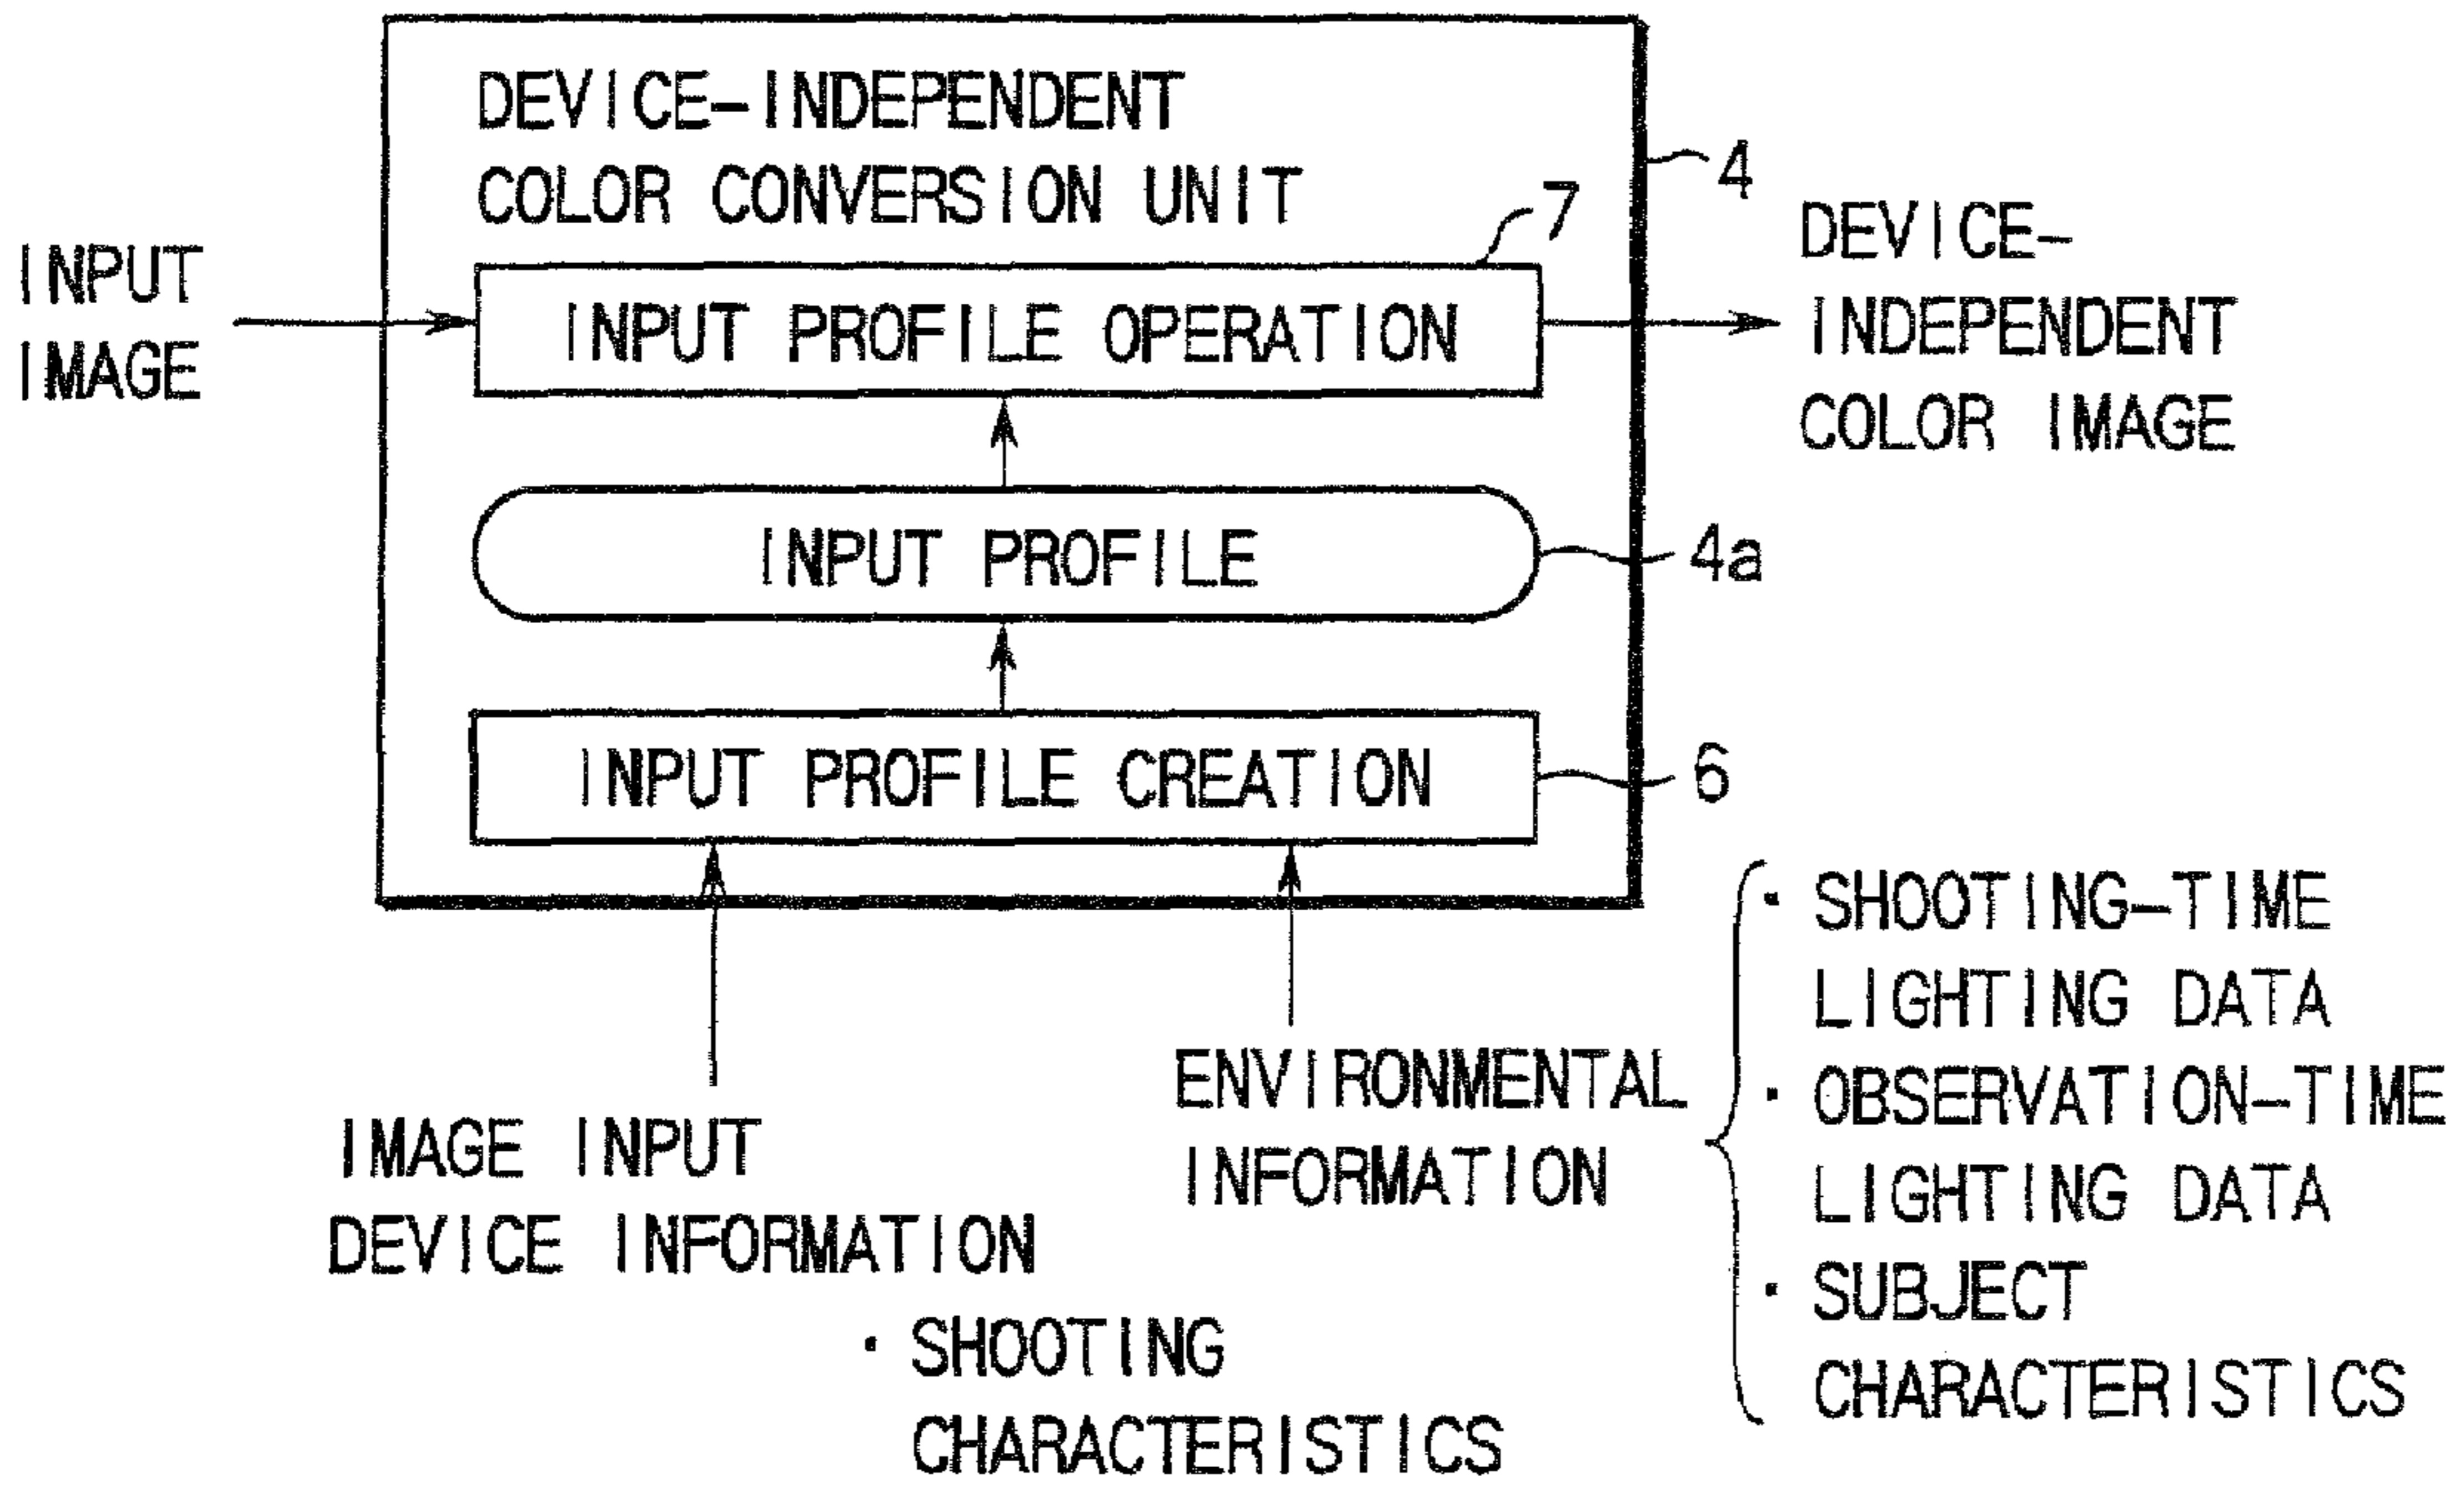 DEVICE-INDEPENDENT
COLOR CONVERSION UNIT
4
7
INPUT
IMAGE
INPUT PROFILE OPERATION
DEVICE-
INDEPENDENT
COLOR IMAGE
INPUT PROFILE
4a
INPUT PROFILE CREATION
6
IMAGE INPUT
DEVICE INFORMATION
· SHOOTING
CHARACTERISTICS
ENVIRONMENTAL
INFORMATION
· SHOOTING-TIME
LIGHTING DATA
· OBSERVATION-TIME
LIGHTING DATA
· SUBJECT
CHARACTERISTICS